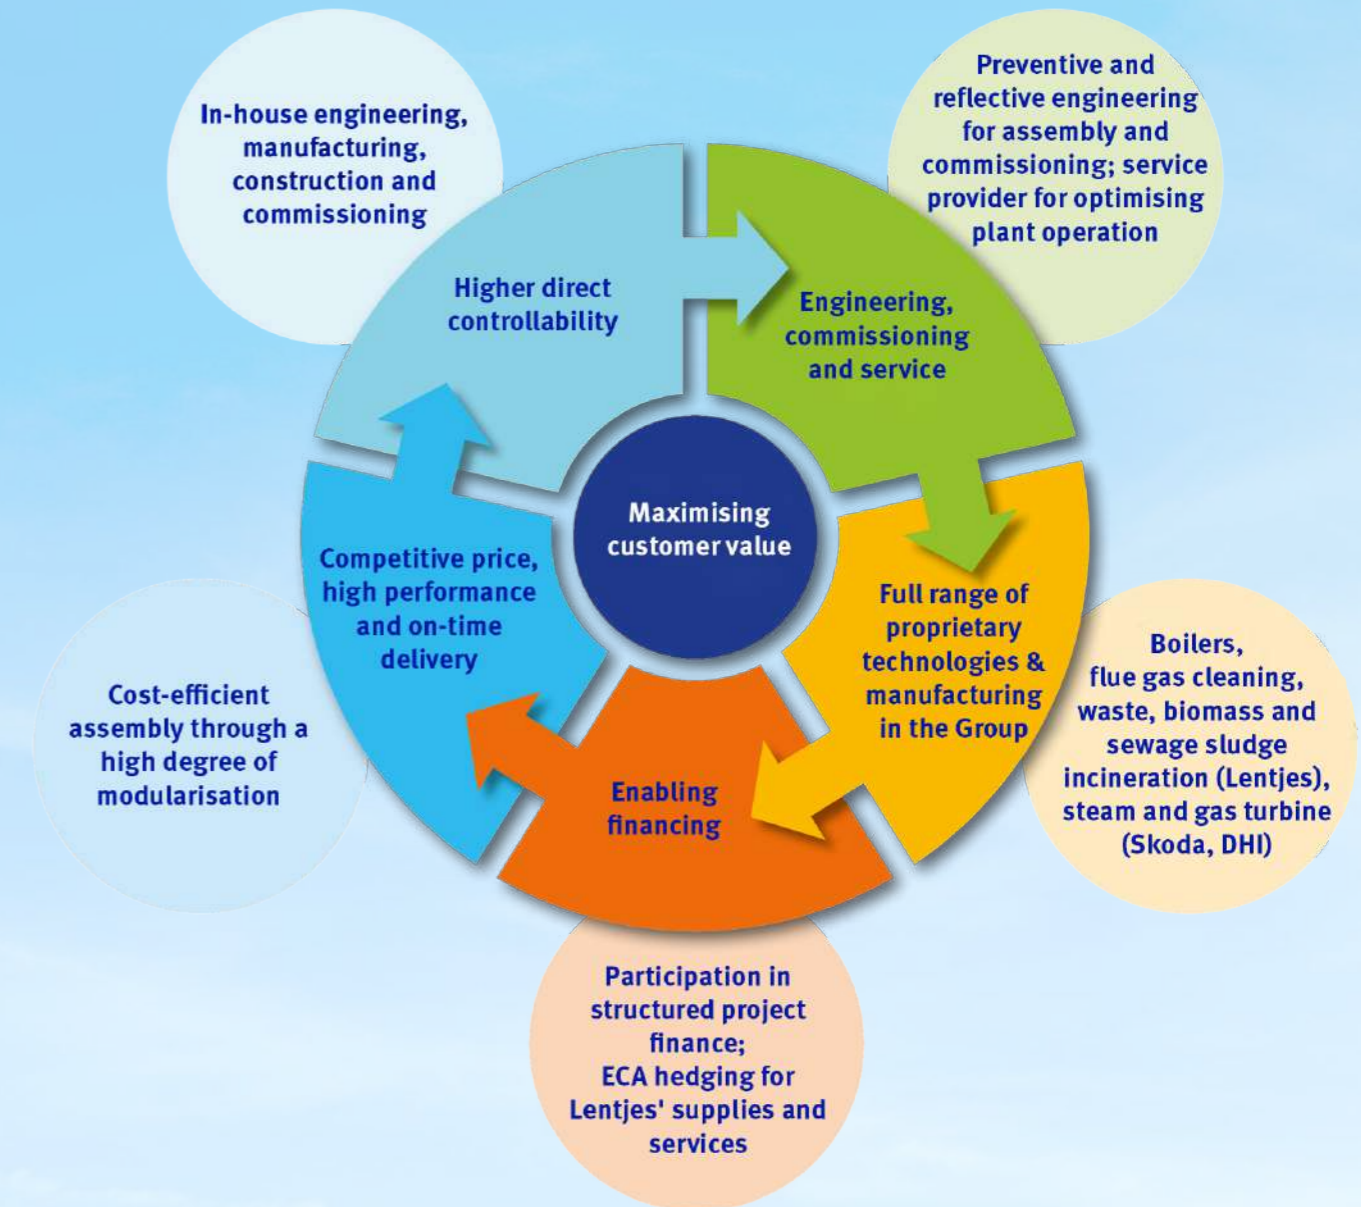 In-house engineering,
manufacturing,
construction and
commissioning
Preventive and
reflective engineering
for assembly and
commissioning; service
provider for optimising
plant operation
Higher direct
controllability
Engineering,
commissioning
and service
Maximising
customer value
Competitive price,
high performance
and on-time
delivery
Full range of
proprietary
technologies &
manufacturing
in the Group
Cost-efficient
assembly through a
high degree of
modularisation
Boilers,
flue gas cleaning,
waste, biomass and
sewage sludge
incineration (Lentjes),
steam and gas turbine
(Skoda, DHI)
Enabling
financing
Participation in
structured project
finance;
ECA hedging for
Lentjes' supplies and
services